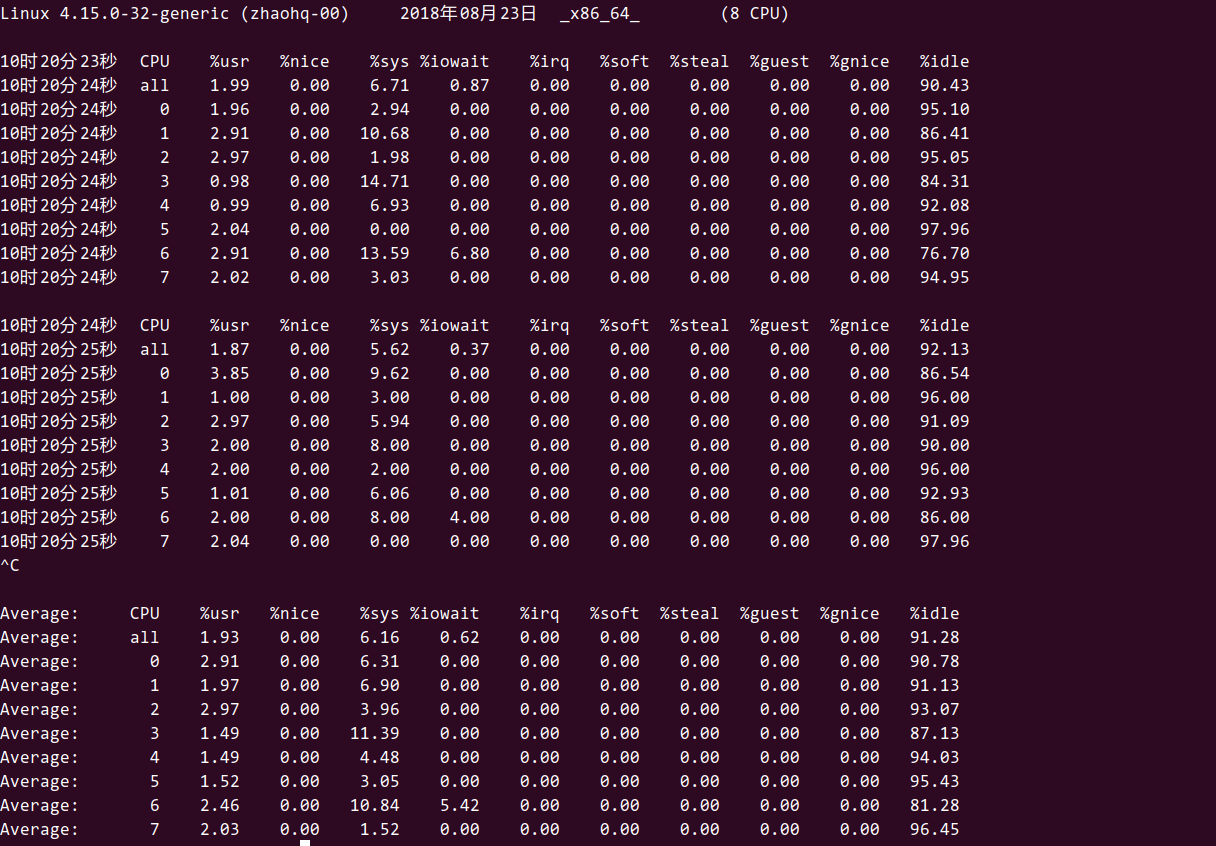 Linux 4.15.0-32-generic (zhaohq-00) 2018年08月23日 _x86_64_ (8 CPU)
10时20分23秒 CPU %usr %nice %sys %iowait %irq %soft %steal %guest %gnice %idle
10时20分24秒 all 1.99 0.00 6.71 0.87 0.00 0.00 0.00 0.00 0.00 90.43
10时20分24秒 0 1.96 0.00 2.94 0.00 0.00 0.00 0.00 0.00 0.00 95.10
10时20分24秒 1 2.91 0.00 10.68 0.00 0.00 0.00 0.00 0.00 0.00 86.41
10时20分24秒 2 2.97 0.00 1.98 0.00 0.00 0.00 0.00 0.00 0.00 95.05
10时20分24秒 3 0.98 0.00 14.71 0.00 0.00 0.00 0.00 0.00 0.00 84.31
10时20分24秒 4 0.99 0.00 6.93 0.00 0.00 0.00 0.00 0.00 0.00 92.08
10时20分24秒 5 2.04 0.00 0.00 0.00 0.00 0.00 0.00 0.00 0.00 97.96
10时20分24秒 6 2.91 0.00 13.59 6.80 0.00 0.00 0.00 0.00 0.00 76.70
10时20分24秒 7 2.02 0.00 3.03 0.00 0.00 0.00 0.00 0.00 0.00 94.95
10时20分24秒 CPU %usr %nice %sys %iowait %irq %soft %steal %guest %gnice %idle
10时20分25秒 all 1.87 0.00 5.62 0.37 0.00 0.00 0.00 0.00 0.00 92.13
10时20分25秒 0 3.85 0.00 9.62 0.00 0.00 0.00 0.00 0.00 0.00 86.54
10时20分25秒 1 1.00 0.00 3.00 0.00 0.00 0.00 0.00 0.00 0.00 96.00
10时20分25秒 2 2.97 0.00 5.94 0.00 0.00 0.00 0.00 0.00 0.00 91.09
10时20分25秒 3 2.00 0.00 8.00 0.00 0.00 0.00 0.00 0.00 0.00 90.00
10时20分25秒 4 2.00 0.00 2.00 0.00 0.00 0.00 0.00 0.00 0.00 96.00
10时20分25秒 5 1.01 0.00 6.06 0.00 0.00 0.00 0.00 0.00 0.00 92.93
10时20分25秒 6 2.00 0.00 8.00 4.00 0.00 0.00 0.00 0.00 0.00 86.00
10时20分25秒 7 2.04 0.00 0.00 0.00 0.00 0.00 0.00 0.00 0.00 97.96
^C
Average: CPU %usr %nice %sys %iowait %irq %soft %steal %guest %gnice %idle
Average: all 1.93 0.00 6.16 0.62 0.00 0.00 0.00 0.00 0.00 91.28
Average: 0 2.91 0.00 6.31 0.00 0.00 0.00 0.00 0.00 0.00 90.78
Average: 1 1.97 0.00 6.90 0.00 0.00 0.00 0.00 0.00 0.00 91.13
Average: 2 2.97 0.00 3.96 0.00 0.00 0.00 0.00 0.00 0.00 93.07
Average: 3 1.49 0.00 11.39 0.00 0.00 0.00 0.00 0.00 0.00 87.13
Average: 4 1.49 0.00 4.48 0.00 0.00 0.00 0.00 0.00 0.00 94.03
Average: 5 1.52 0.00 3.05 0.00 0.00 0.00 0.00 0.00 0.00 95.43
Average: 6 2.46 0.00 10.84 5.42 0.00 0.00 0.00 0.00 0.00 81.28
Average: 7 2.03 0.00 1.52 0.00 0.00 0.00 0.00 0.00 0.00 96.45